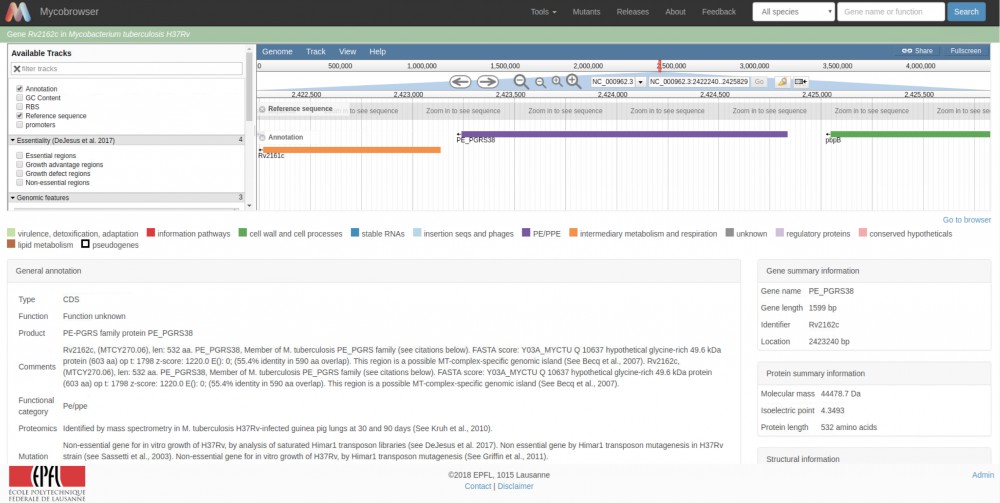 Mycobrowser
Tools Mutants Releases About Feedback All species Gene name or function Search
Gene Rv2162c in Mycobacterium tuberculosis H37Rv
Available Tracks
filter tracks
Annotation
GC Content
RBS
Reference sequence
promoters
Essentiality (DeJesus et al. 2017) 4
Essential regions
Growth advantage regions
Growth defect regions
Non-essential regions
Genomic features 3
Genome Track View Help Share Fullscreen
0 500,000 1,000,000 1,500,000 2,000,000 2,500,000 3,000,000 3,500,000 4,000,000
NC_000962.3 NC_000962.3:2422240..2425829 Go
2,422,500 2,423,000 2,423,500 2,424,000 2,424,500 2,425,000 2,425,500
Reference sequence to see sequence Zoom in to see sequence Zoom in to see sequence Zoom in to see sequence Zoom in to see sequence Zoom in to see sequence Zoom in to see se
Annotation
PE_PGRS38
pbpB
Rv2161c
Go to browser
virulence, detoxification, adaptation information pathways cell wall and cell processes stable RNAs insertion seqs and phages PE/PPE intermediary metabolism and respiration unknown regulatory proteins conserved hypotheticals
lipid metabolism pseudogenes
General annotation
Type CDS
Function Function unknown
Product PE-PGRS family protein PE_PGRS38
Comments Rv2162c, (MTCY270.06), len: 532 aa. PE_PGRS38, Member of M. tuberculosis PE_PGRS family (see citations below). FASTA score: Y03A_MYCTU Q 10637 hypothetical glycine-rich 49.6 kDa
protein (603 aa) op t: 1798 z-score: 1220.0 E(): 0; (55.4% identity in 590 aa overlap). This region is a possible MT-complex-specific genomic island (See Becq et al., 2007). Rv2162c,
(MTCY270.06), len: 532 aa. PE_PGRS38, Member of M. tuberculosis PE_PGRS family (see citations below). FASTA score: Y03A_MYCTU Q 10637 hypothetical glycine-rich 49.6 kDa protein
(603 aa) op t: 1798 z-score: 1220.0 E(): 0; (55.4% identity in 590 aa overlap). This region is a possible MT-complex-specific genomic island (See Becq et al., 2007).
Functional category Pe/ppe
Proteomics Identified by mass spectrometry in M. tuberculosis H37Rv-infected guinea pig lungs at 30 and 90 days (See Kruh et al., 2010).
Mutation Non-essential gene for in vitro growth of H37Rv, by analysis of saturated Himar1 transposon libraries (see DeJesus et al. 2017). Non essential gene by Himar1 transposon mutagenesis in H37Rv
strain (see Sassetti et al., 2003). Non-essential gene for in vitro growth of H37Rv, by Himar1 transposon mutagenesis (See Griffin et al., 2011).
Gene summary information
Gene name PE_PGRS38
Gene length 1599 bp
Identifier Rv2162c
Location 2423240 bp
Protein summary information
Molecular mass 44478.7 Da
Isoelectric point 4.3493
Protein length 532 amino acids
Structural information
EPFL
ÉCOLE POLYTECHNIQUE
FÉDÉRALE DE LAUSANNE
©2018 EPFL, 1015 Lausanne
Contact | Disclaimer
Admin